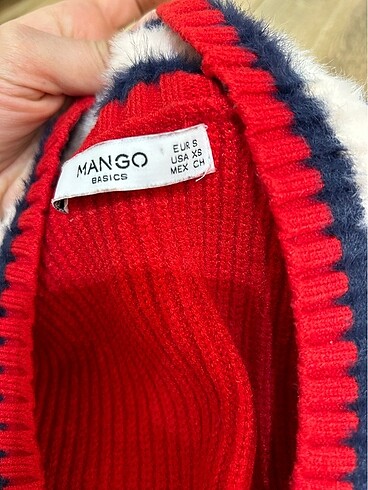 MANGO
BASICS
EUR S
USA XS
MEX CH